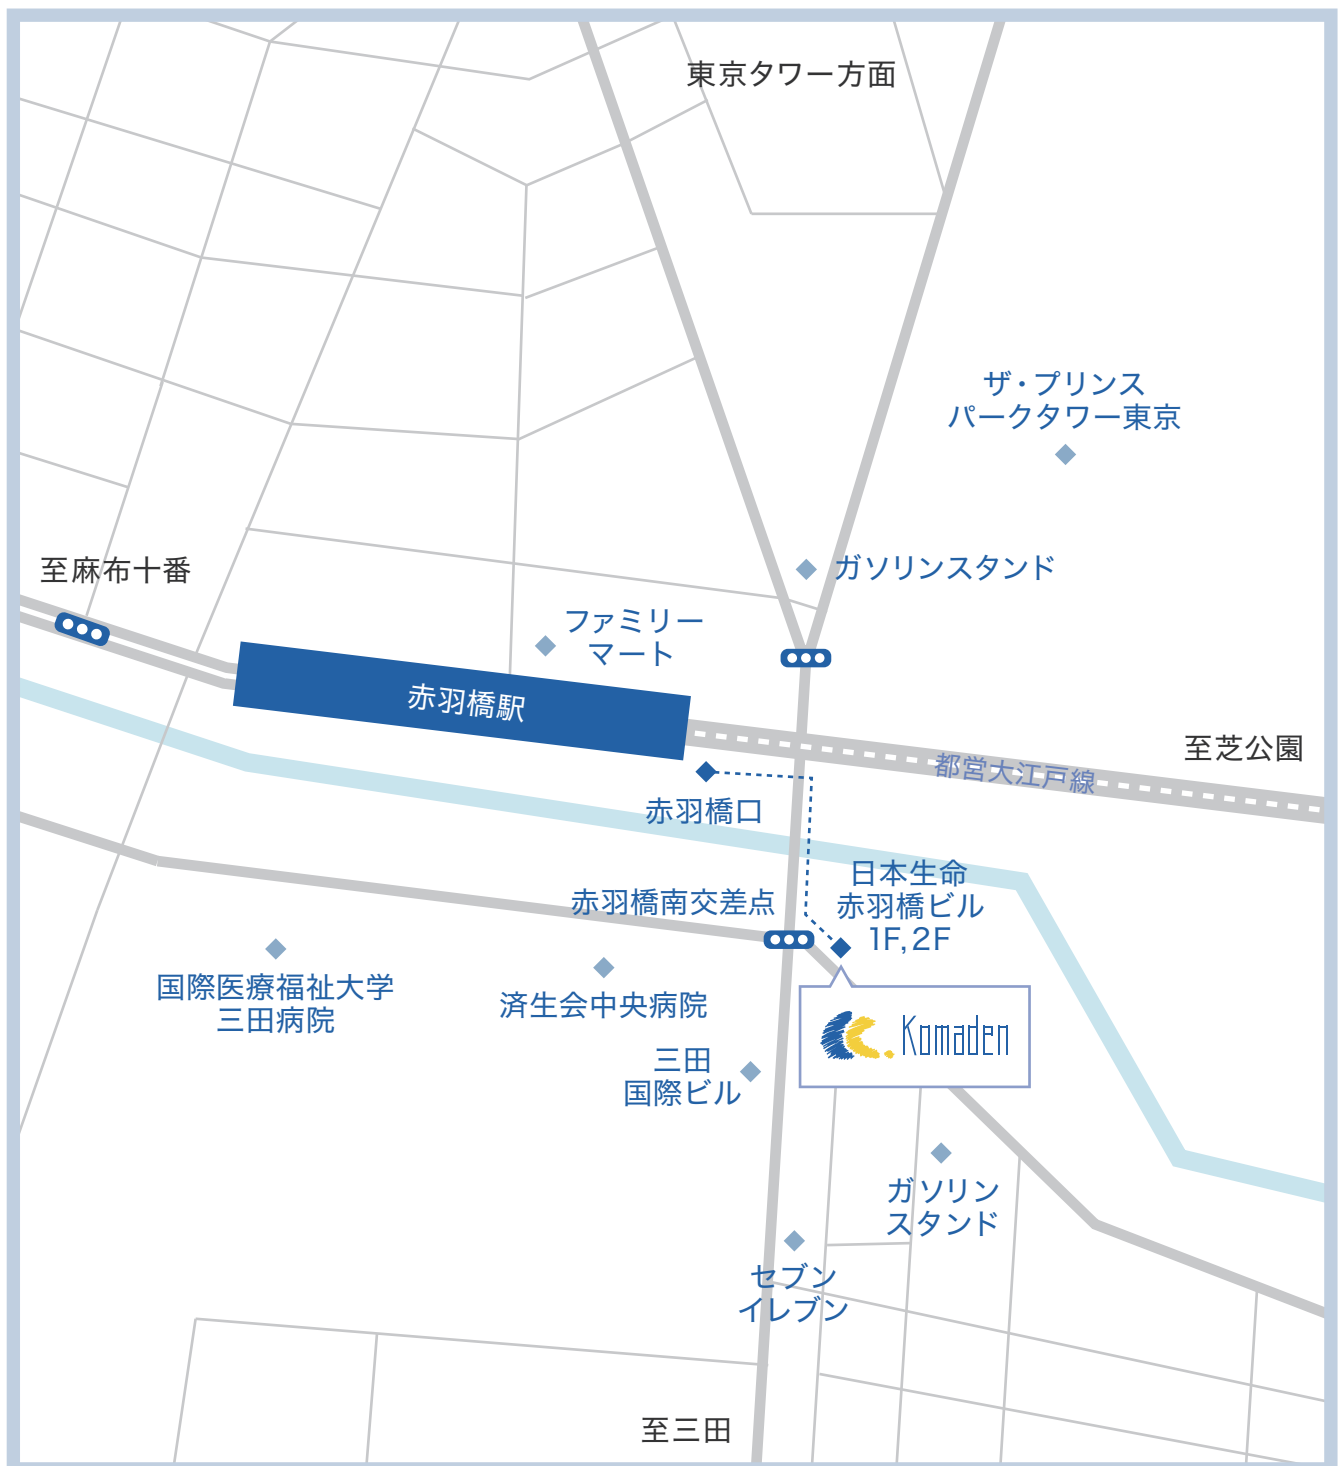 東京タワー方面
ザ・プリンス
パークタワー東京
ガソリンスタンド
至麻布十番
ファミリー
マート
赤羽橋駅
至芝公園
都営大江戸線
赤羽橋口
日本生命
赤羽橋ビル
1F,2F
赤羽橋南交差点
国際医療福祉大学
三田病院
済生会中央病院
Komaden
三田
国際ビル
ガソリン
スタンド
セブン
イレブン
至三田